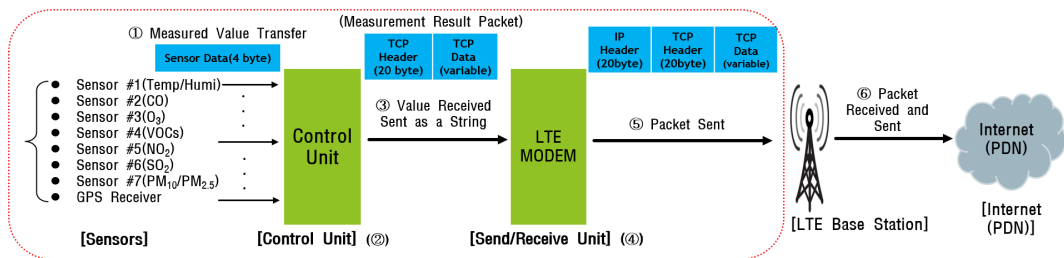 ① Measured Value Transfer
Sensor Data(4 byte)
Sensor #1(Temp/Humi)
Sensor #2(CO)
Sensor #3(O₃)
Sensor #4(VOCs)
Sensor #5(NO₂)
Sensor #6(SO₂)
Sensor #7(PM₁₀/PM₂.₅)
GPS Receiver
[Sensors]
Control
Unit
[Control Unit] (②)
(Measurement Result Packet)
TCP
Header
(20 byte)
TCP
Data
(variable)
③ Value Received
Sent as a String
LTE
MODEM
[Send/Receive Unit] (④)
IP
Header
(20byte)
TCP
Header
(20byte)
TCP
Data
(variable)
⑤ Packet Sent
[LTE Base Station]
⑥ Packet
Received and
Sent
Internet
(PDN)
[Internet
(PDN)]